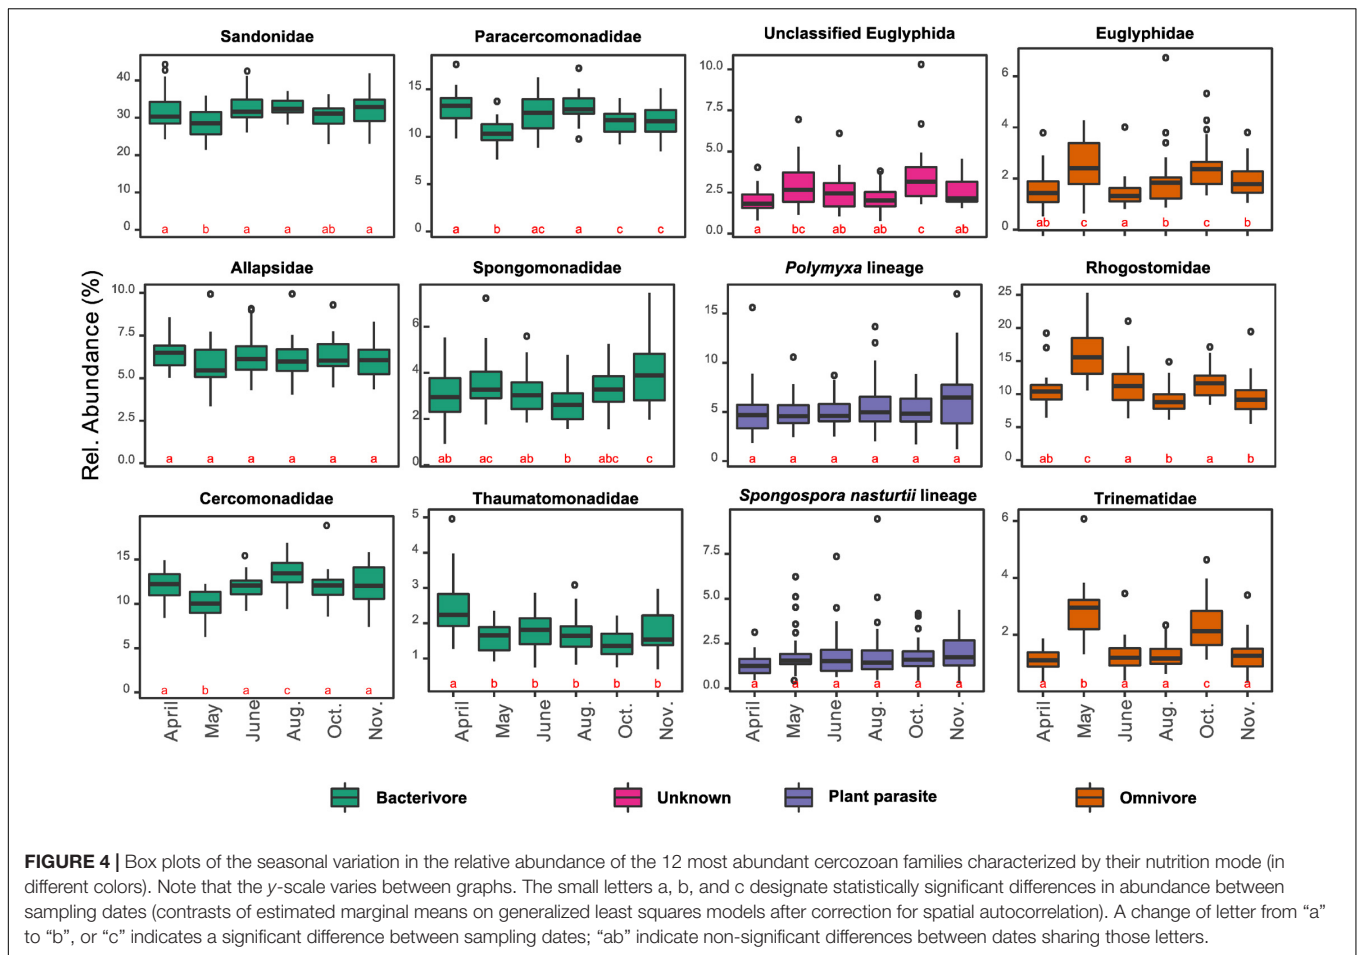 Sandonidae
Paracercomonadidae
Unclassified Euglyphida
Euglyphidae
40
30
20
10
0
a b a a ab a
15
10
5
0
a b ac a c c
10.0
7.5
5.0
2.5
0.0
a bc ab ab c ab
6
4
2
0
ab c a b c b
Rel. Abundance (%)
Allapsidae
Spongomonadidae
Polymyxa lineage
Rhogostomidae
10.0
7.5
5.0
2.5
0.0
a a a a a a
6
4
2
0
ab ac ab b abc c
15
10
5
0
a a a a a a
25
20
15
10
5
0
ab c a b a b
Cercomonadidae
Thaumatomonadidae
Spongospora nasturtii lineage
Trinematidae
15
10
5
0
a b a c a a
5
4
3
2
1
a b b b b b
7.5
5.0
2.5
0.0
a a a a a a
6
4
2
a b a a c a
April May June Aug. Oct. Nov.
April May June Aug. Oct. Nov.
April May June Aug. Oct. Nov.
April May June Aug. Oct. Nov.
Bacterivore Unknown Plant parasite Omnivore
FIGURE 4 | Box plots of the seasonal variation in the relative abundance of the 12 most abundant cercozoan families characterized by their nutrition mode (in
different colors). Note that the y-scale varies between graphs. The small letters a, b, and c designate statistically significant differences in abundance between
sampling dates (contrasts of estimated marginal means on generalized least squares models after correction for spatial autocorrelation). A change of letter from “a”
to “b”, or “c” indicates a significant difference between sampling dates; “ab” indicate non-significant differences between dates sharing those letters.